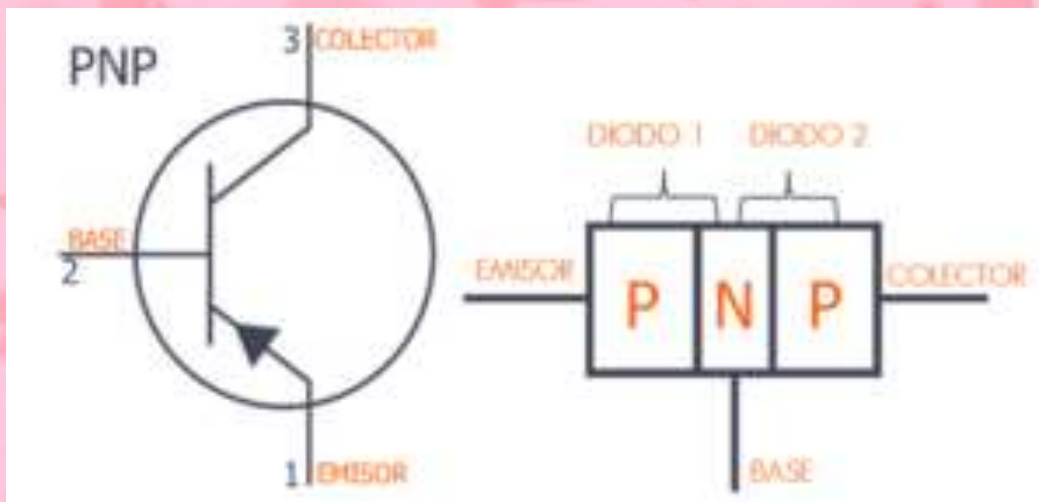 PNP
3 COLECTOR
BASE
2
1 EMISOR
DIODO 1 DIODO 2
EMISOR
P N P
COLECTOR
BASE